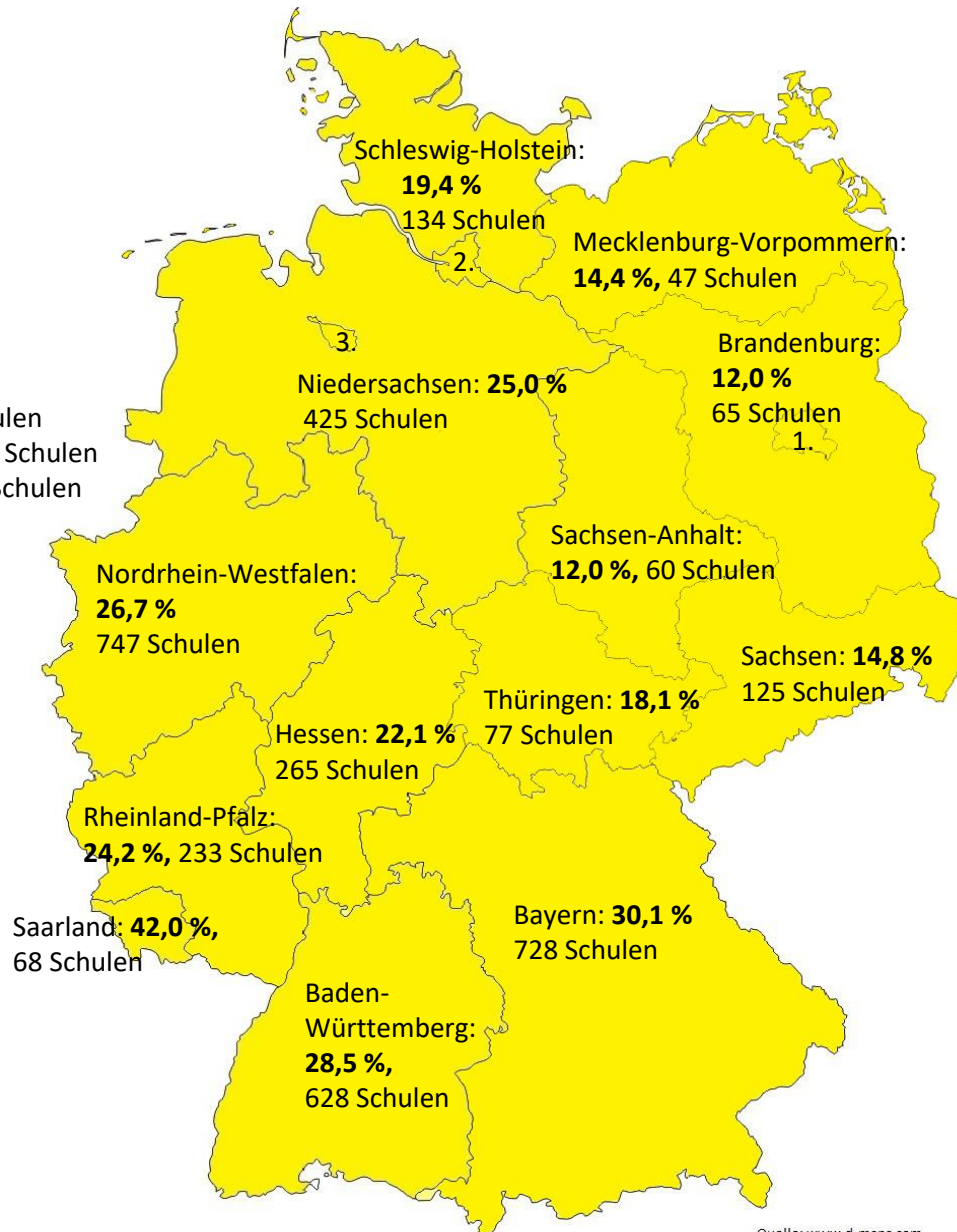 Schleswig-Holstein:
19,4 %
134 Schulen
2.
Mecklenburg-Vorpommern:
14,4 %, 47 Schulen
3.
Niedersachsen: 25,0 %
425 Schulen
Brandenburg:
12,0 %
65 Schulen
1.
Schulen
Schulen
Sachsen-Anhalt:
12,0 %, 60 Schulen
Nordrhein-Westfalen:
26,7 %
747 Schulen
Sachsen: 14,8 %
125 Schulen
Thüringen: 18,1 %
77 Schulen
Hessen: 22,1 %
265 Schulen
Rheinland-Pfalz:
24,2 %, 233 Schulen
Saarland: 42,0 %,
68 Schulen
Bayern: 30,1 %
728 Schulen
Baden-
Württemberg:
28,5 %,
628 Schulen